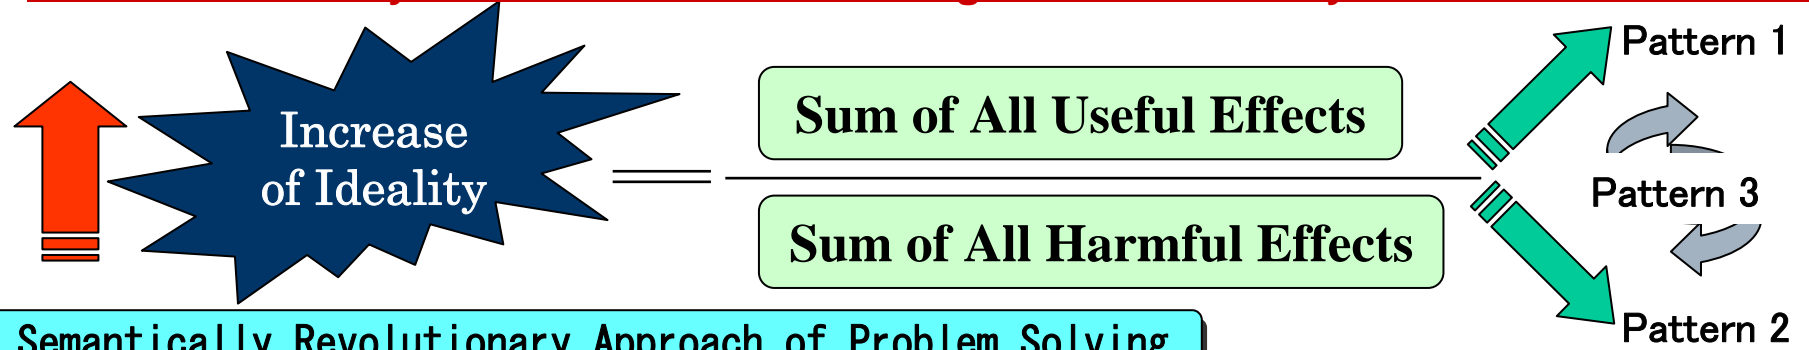 Pattern 1
Increase
of Ideality
Sum of All Useful Effects
Sum of All Harmful Effects
Pattern 3
Pattern 2
Semantically Revolutionary Approach of Problem Solving